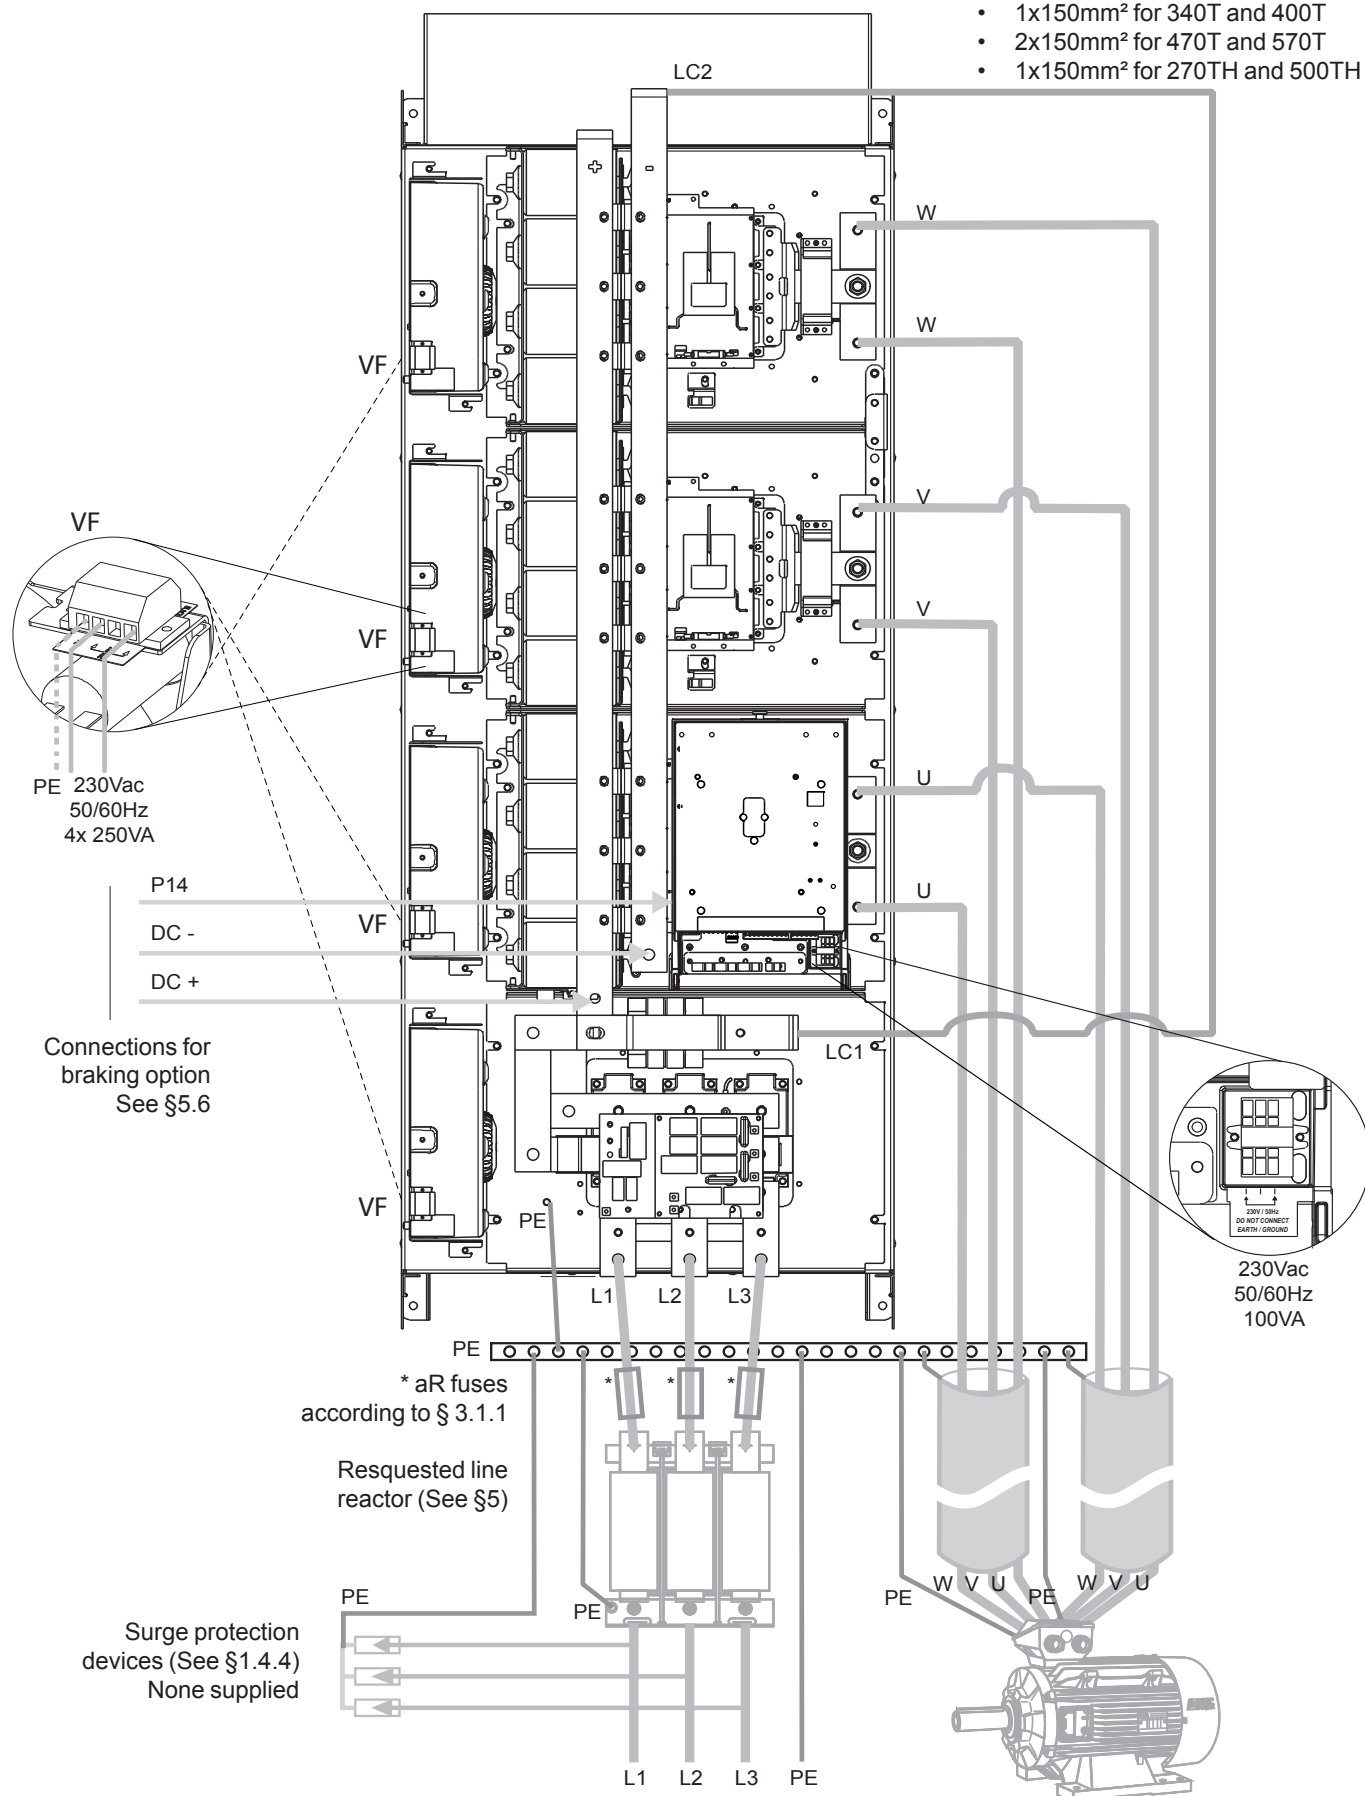 • 1x150mm² for 340T and 400T
• 2x150mm² for 470T and 570T
• 1x150mm² for 270TH and 500TH
LC2
+
-
W
W
VF
V
VF
V
VF
PE
230Vac
50/60Hz
4x 250VA
U
P14
U
VF
DC -
DC +
Connections for
braking option
See §5.6
LC1
VF
PE
230V / 50Hz
DO NOT CONNECT
EARTH / GROUND
230Vac
50/60Hz
100VA
L1 L2 L3
PE
* aR fuses
according to § 3.1.1
* * *
Resquested line
reactor (See §5)
PE
PE
PE
W V U
PE
W V U
Surge protection
devices (See §1.4.4)
None supplied
L1 L2 L3 PE